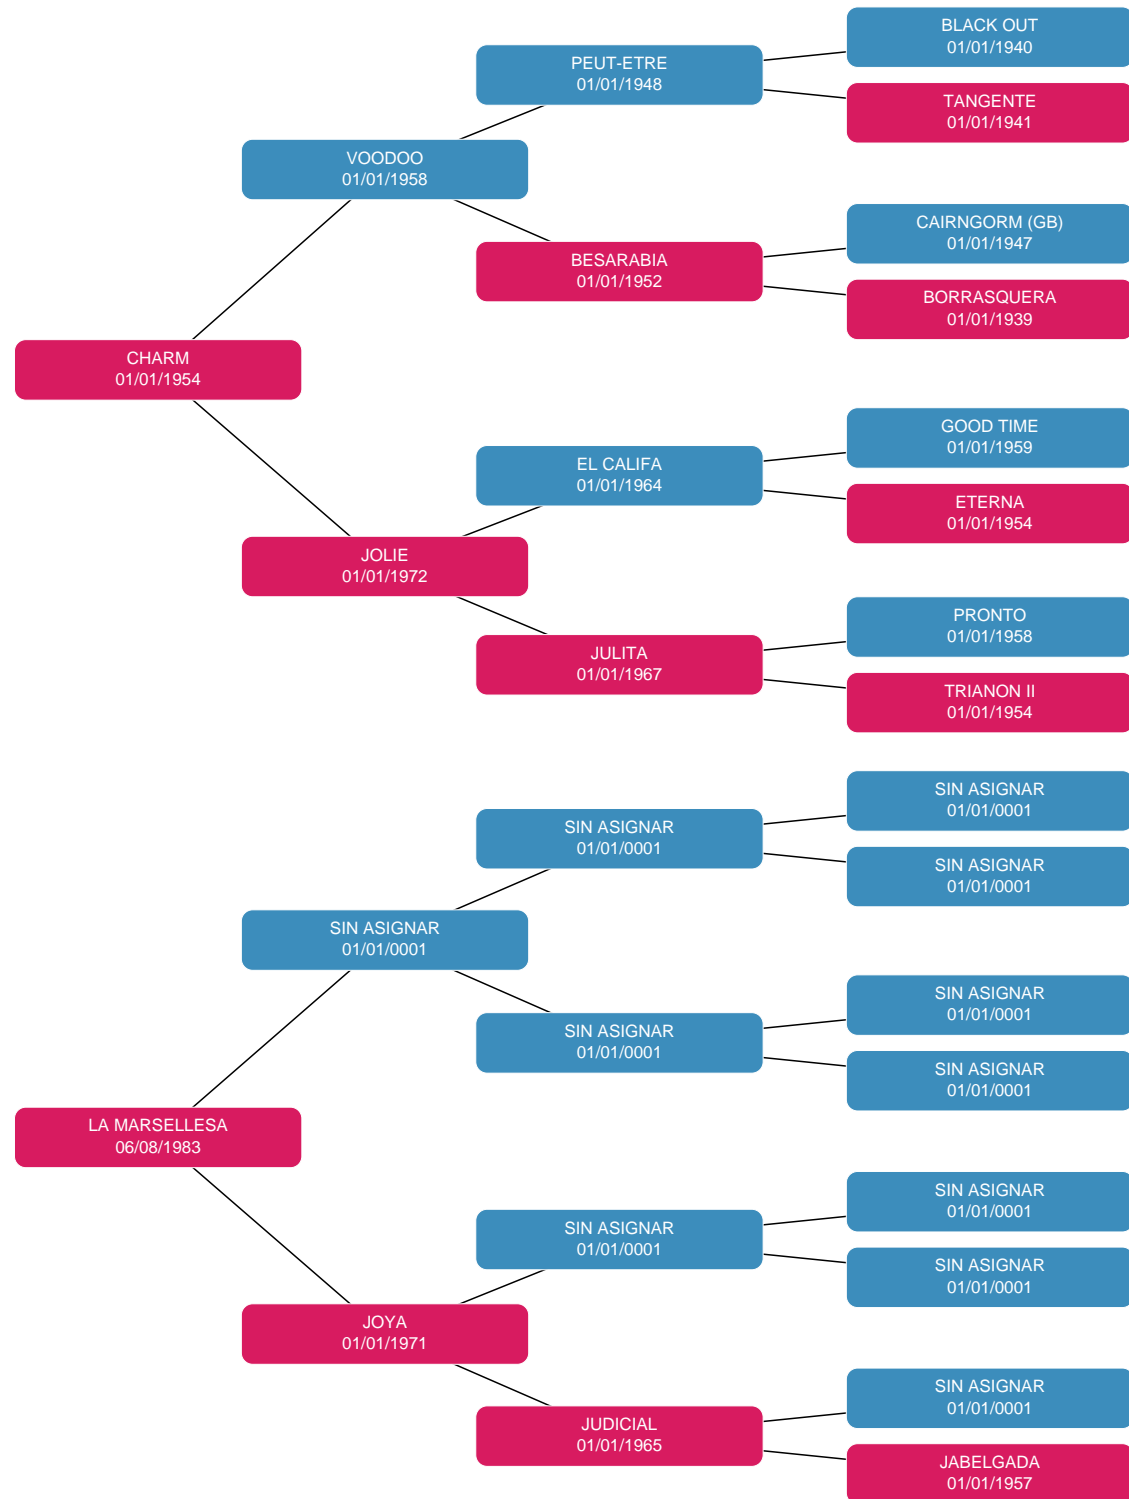 BLACK OUT
01/01/1940
PEUT-ETRE
01/01/1948
TANGENTE
01/01/1941
VOODOO
01/01/1958
CAIRNGORM (GB)
01/01/1947
BESARABIA
01/01/1952
BORRASQUERA
01/01/1939
CHARM
01/01/1954
GOOD TIME
01/01/1959
EL CALIFA
01/01/1964
ETERNA
01/01/1954
JOLIE
01/01/1972
PRONTO
01/01/1958
JULITA
01/01/1967
TRIANON II
01/01/1954
SIN ASIGNAR
01/01/0001
SIN ASIGNAR
01/01/0001
SIN ASIGNAR
01/01/0001
SIN ASIGNAR
01/01/0001
SIN ASIGNAR
01/01/0001
SIN ASIGNAR
01/01/0001
SIN ASIGNAR
01/01/0001
LA MARSELLESA
06/08/1983
SIN ASIGNAR
01/01/0001
SIN ASIGNAR
01/01/0001
SIN ASIGNAR
01/01/0001
JOYA
01/01/1971
SIN ASIGNAR
01/01/0001
JUDICIAL
01/01/1965
JABELGADA
01/01/1957